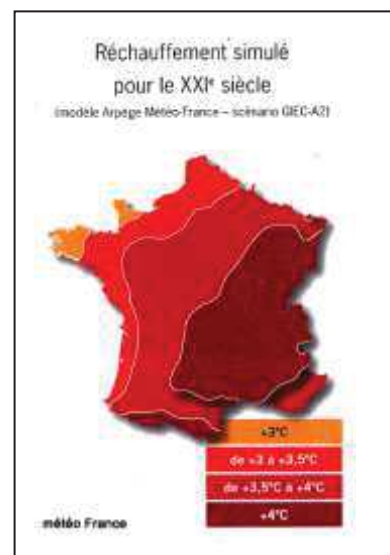 Réchauffement simulé
pour le XXIᵉ siècle
(modèle Arpège Météo-France – scénario GIEC-A2)
+3°C
de +3 à +3,5°C
de +3,5°C à +4°C
+4°C
météo France